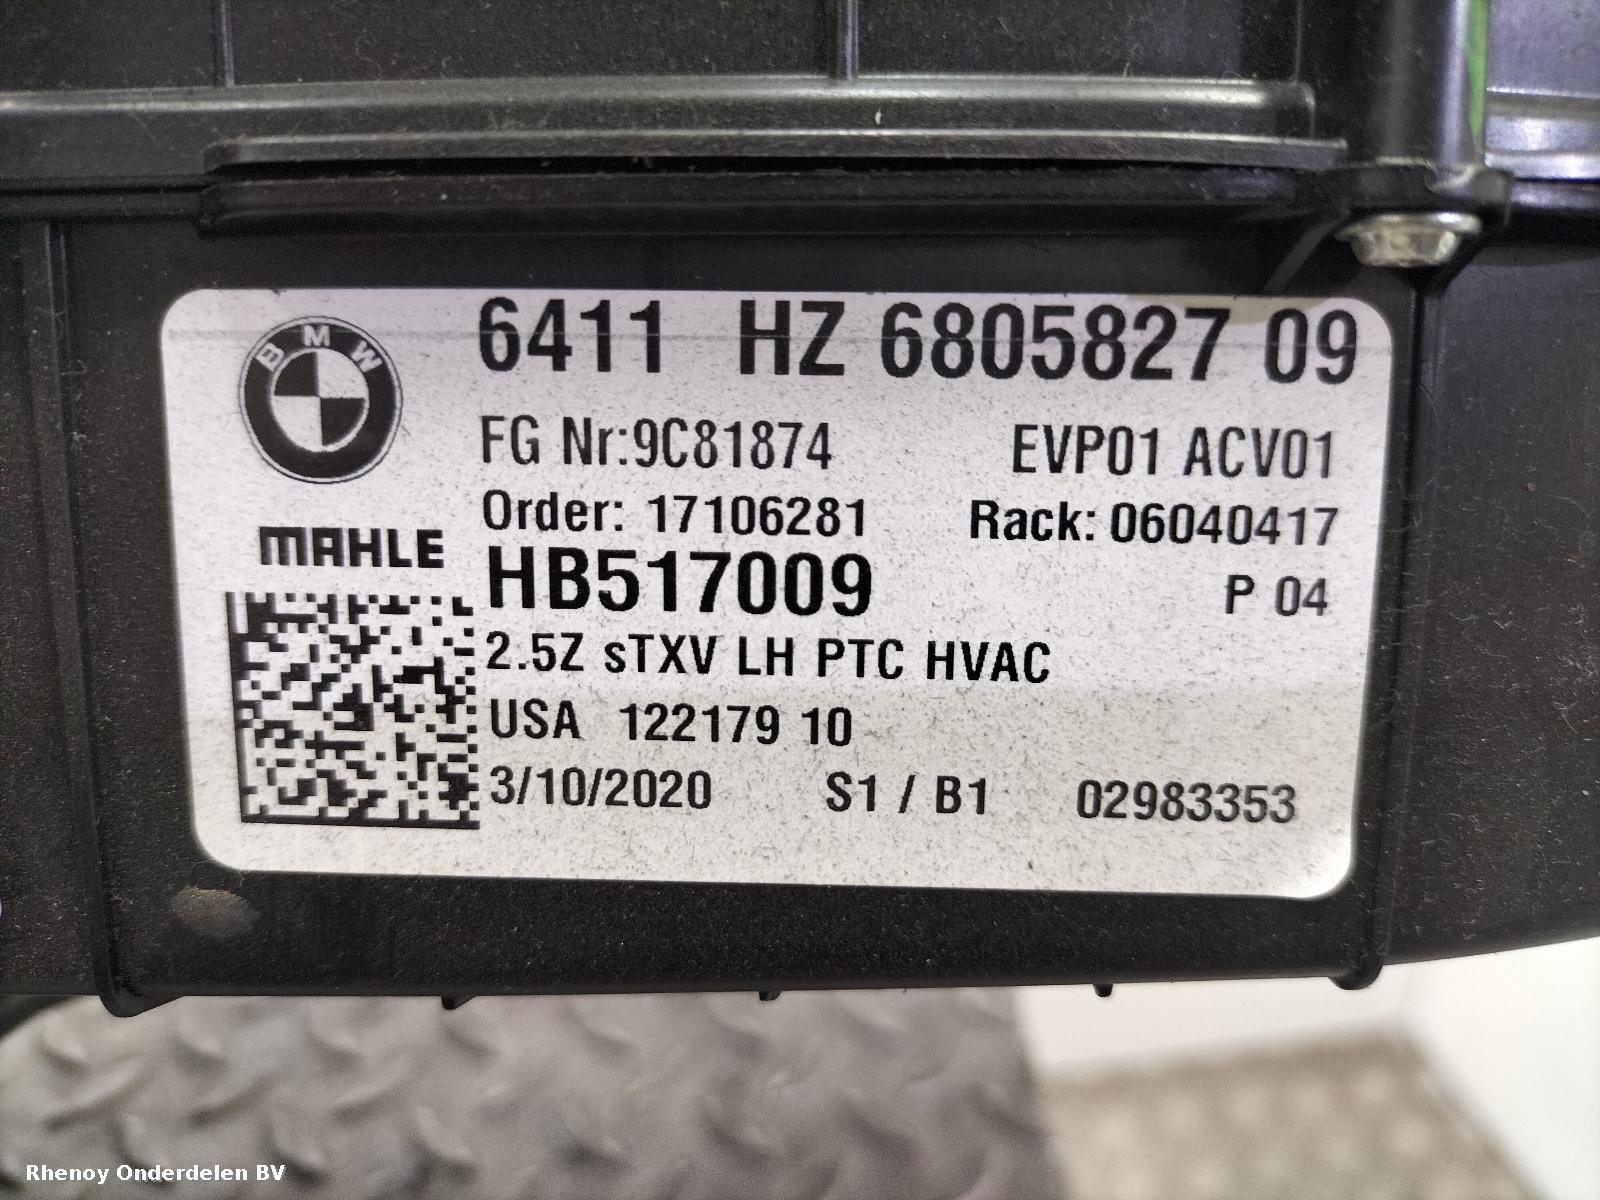 BMW
6411 HZ 6805827 09
FG Nr:9C81874 EVP01 ACV01
Order: 17106281 Rack: 06040417
MAHLE
HB517009 P 04
2.5Z sTXV LH PTC HVAC
USA 122179 10
3/10/2020 S1 / B1 02983353
Rhenoy Onderdelen BV